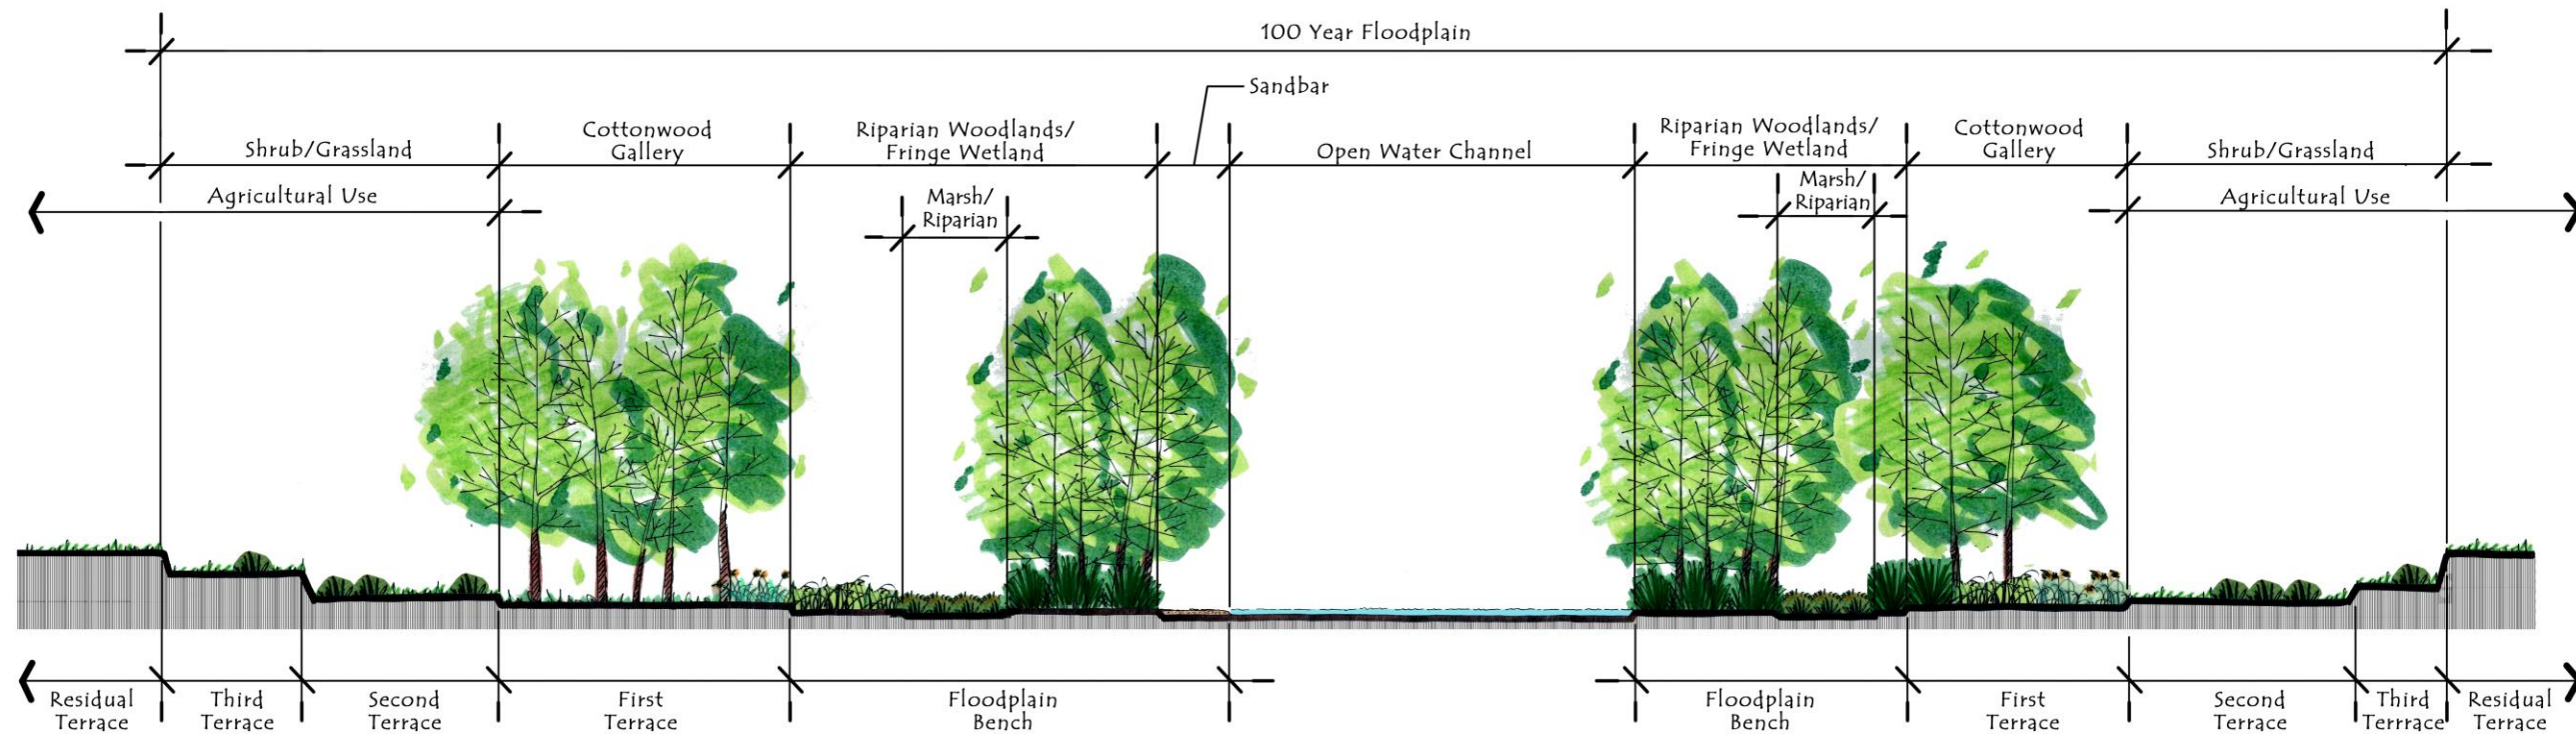 100 Year Floodplain
Sandbar
Shrub/Grassland
Cottonwood
Gallery
Riparian Woodlands/
Fringe Wetland
Open Water Channel
Riparian Woodlands/
Fringe Wetland
Cottonwood
Gallery
Shrub/Grassland
Agricultural Use
Marsh/
Riparian
Marsh/
Riparian
Agricultural Use
Residual
Terrace
Third
Terrace
Second
Terrace
First
Terrace
Floodplain
Bench
Floodplain
Bench
First
Terrace
Second
Terrace
Third
Terrrace
Residual
Terrace